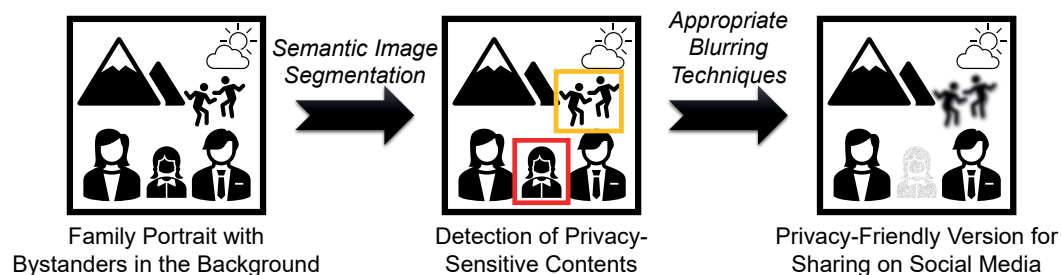 Semantic Image
Segmentation
Appropriate
Blurring
Techniques
Family Portrait with
Bystanders in the Background
Detection of Privacy-
Sensitive Contents
Privacy-Friendly Version for
Sharing on Social Media